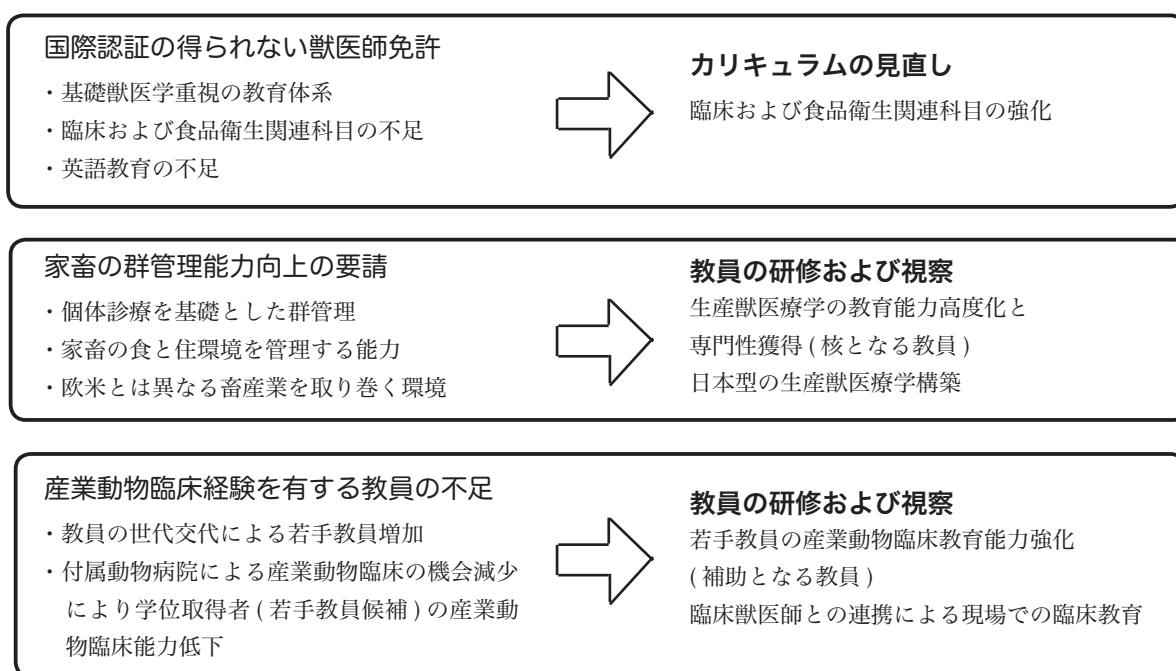 国際認証の得られない獣医師免許
・基礎獣医学重視の教育体系
・臨床および食品衛生関連科目の不足
・英語教育の不足
カリキュラムの見直し
臨床および食品衛生関連科目の強化
家畜の群管理能力向上の要請
・個体診療を基礎とした群管理
・家畜の食と住環境を管理する能力
・欧米とは異なる畜産業を取り巻く環境
教員の研修および視察
生産獣医療学の教育能力高度化と
専門性獲得 ( 核となる教員 )
日本型の生産獣医療学構築
産業動物臨床経験を有する教員の不足
・教員の世代交代による若手教員増加
・付属動物病院による産業動物臨床の機会減少
により学位取得者 ( 若手教員候補 ) の産業動
物臨床能力低下
教員の研修および視察
若手教員の産業動物臨床教育能力強化
( 補助となる教員 )
臨床獣医師との連携による現場での臨床教育